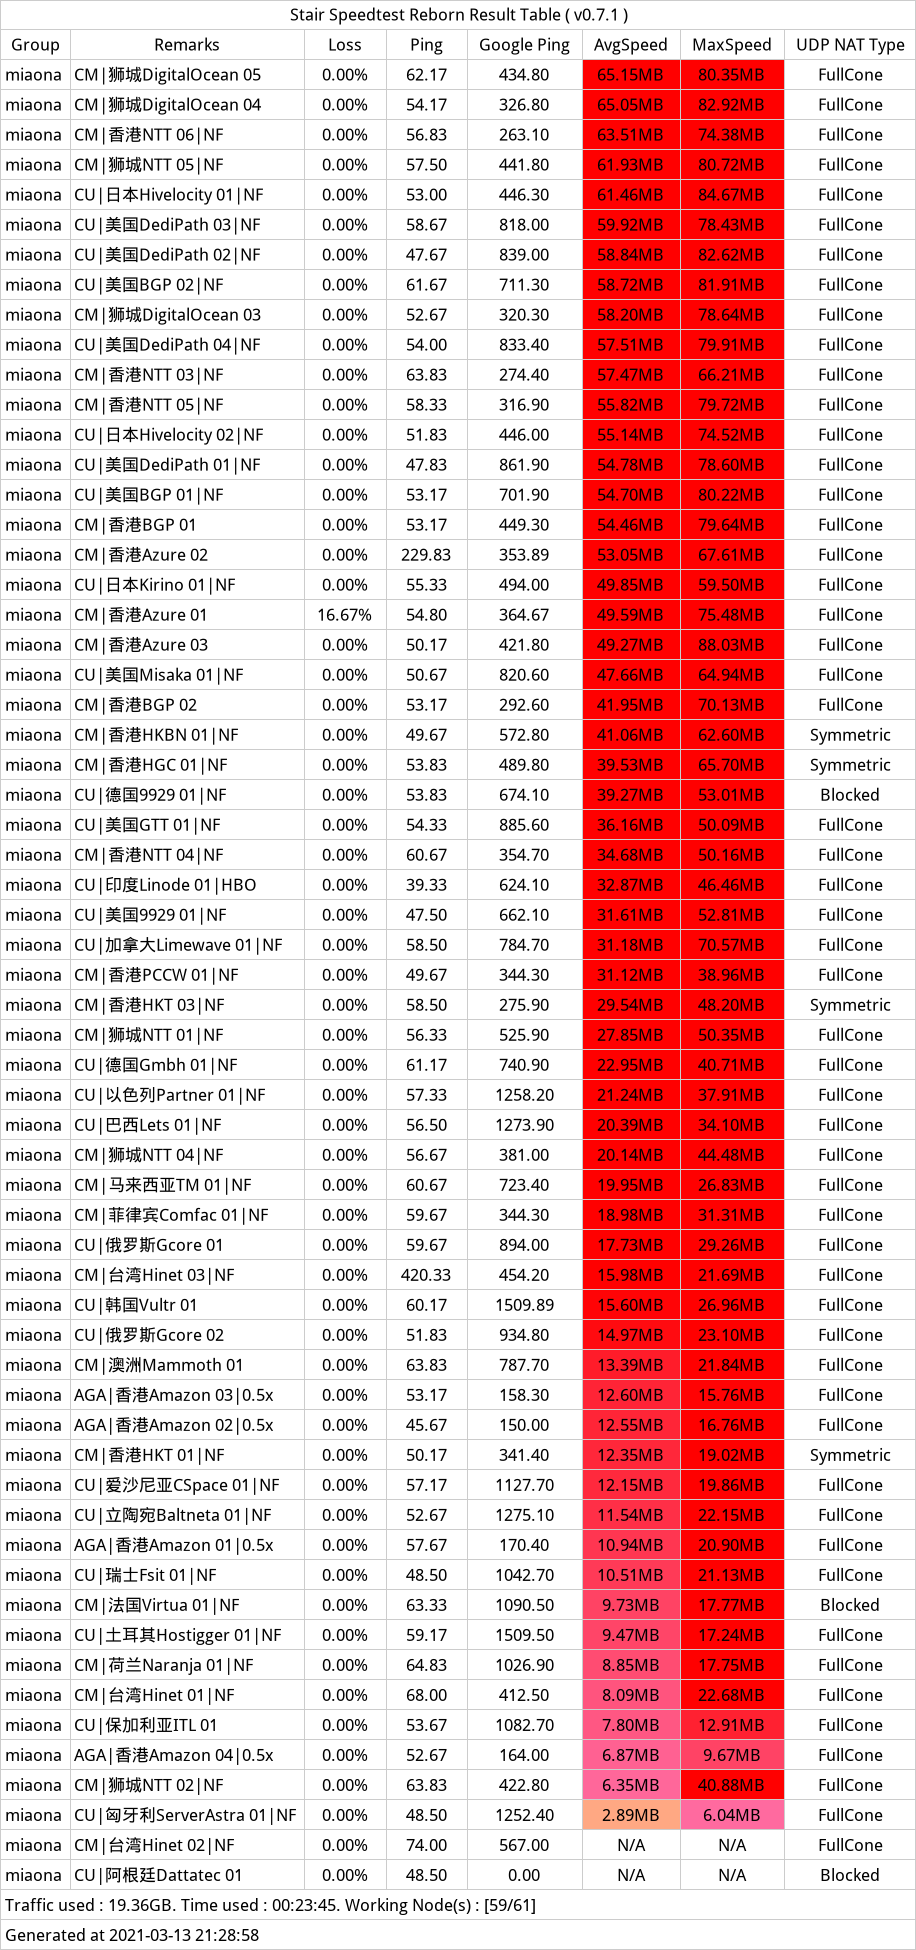 Stair Speedtest Reborn Result Table ( v0.7.1 )
Group Remarks Loss Ping Google Ping AvgSpeed MaxSpeed UDP NAT Type
miaona CM|狮城DigitalOcean 05 0.00% 62.17 434.80 65.15MB 80.35MB FullCone
miaona CM|狮城DigitalOcean 04 0.00% 54.17 326.80 65.05MB 82.92MB FullCone
miaona CM|香港NTT 06|NF 0.00% 56.83 263.10 63.51MB 74.38MB FullCone
miaona CM|狮城NTT 05|NF 0.00% 57.50 441.80 61.93MB 80.72MB FullCone
miaona CU|日本Hivelocity 01|NF 0.00% 53.00 446.30 61.46MB 84.67MB FullCone
miaona CU|美国DediPath 03|NF 0.00% 58.67 818.00 59.92MB 78.43MB FullCone
miaona CU|美国DediPath 02|NF 0.00% 47.67 839.00 58.84MB 82.62MB FullCone
miaona CU|美国BGP 02|NF 0.00% 61.67 711.30 58.72MB 81.91MB FullCone
miaona CM|狮城DigitalOcean 03 0.00% 52.67 320.30 58.20MB 78.64MB FullCone
miaona CU|美国DediPath 04|NF 0.00% 54.00 833.40 57.51MB 79.91MB FullCone
miaona CM|香港NTT 03|NF 0.00% 63.83 274.40 57.47MB 66.21MB FullCone
miaona CM|香港NTT 05|NF 0.00% 58.33 316.90 55.82MB 79.72MB FullCone
miaona CU|日本Hivelocity 02|NF 0.00% 51.83 446.00 55.14MB 74.52MB FullCone
miaona CU|美国DediPath 01|NF 0.00% 47.83 861.90 54.78MB 78.60MB FullCone
miaona CU|美国BGP 01|NF 0.00% 53.17 701.90 54.70MB 80.22MB FullCone
miaona CM|香港BGP 01 0.00% 53.17 449.30 54.46MB 79.64MB FullCone
miaona CM|香港Azure 02 0.00% 229.83 353.89 53.05MB 67.61MB FullCone
miaona CU|日本Kirino 01|NF 0.00% 55.33 494.00 49.85MB 59.50MB FullCone
miaona CM|香港Azure 01 16.67% 54.80 364.67 49.59MB 75.48MB FullCone
miaona CM|香港Azure 03 0.00% 50.17 421.80 49.27MB 88.03MB FullCone
miaona CU|美国Misaka 01|NF 0.00% 50.67 820.60 47.66MB 64.94MB FullCone
miaona CM|香港BGP 02 0.00% 53.17 292.60 41.95MB 70.13MB FullCone
miaona CM|香港HKBN 01|NF 0.00% 49.67 572.80 41.06MB 62.60MB Symmetric
miaona CM|香港HGC 01|NF 0.00% 53.83 489.80 39.53MB 65.70MB Symmetric
miaona CU|德国9929 01|NF 0.00% 53.83 674.10 39.27MB 53.01MB Blocked
miaona CU|美国GTT 01|NF 0.00% 54.33 885.60 36.16MB 50.09MB FullCone
miaona CM|香港NTT 04|NF 0.00% 60.67 354.70 34.68MB 50.16MB FullCone
miaona CU|印度Linode 01|HBO 0.00% 39.33 624.10 32.87MB 46.46MB FullCone
miaona CU|美国9929 01|NF 0.00% 47.50 662.10 31.61MB 52.81MB FullCone
miaona CU|加拿大Limewave 01|NF 0.00% 58.50 784.70 31.18MB 70.57MB FullCone
miaona CM|香港PCCW 01|NF 0.00% 49.67 344.30 31.12MB 38.96MB FullCone
miaona CM|香港HKT 03|NF 0.00% 58.50 275.90 29.54MB 48.20MB Symmetric
miaona CM|狮城NTT 01|NF 0.00% 56.33 525.90 27.85MB 50.35MB FullCone
miaona CU|德国Gmbh 01|NF 0.00% 61.17 740.90 22.95MB 40.71MB FullCone
miaona CU|以色列Partner 01|NF 0.00% 57.33 1258.20 21.24MB 37.91MB FullCone
miaona CU|巴西Lets 01|NF 0.00% 56.50 1273.90 20.39MB 34.10MB FullCone
miaona CM|狮城NTT 04|NF 0.00% 56.67 381.00 20.14MB 44.48MB FullCone
miaona CM|马来西亚TM 01|NF 0.00% 60.67 723.40 19.95MB 26.83MB FullCone
miaona CM|菲律宾Comfac 01|NF 0.00% 59.67 344.30 18.98MB 31.31MB FullCone
miaona CU|俄罗斯Gcore 01 0.00% 59.67 894.00 17.73MB 29.26MB FullCone
miaona CM|台湾Hinet 03|NF 0.00% 420.33 454.20 15.98MB 21.69MB FullCone
miaona CU|韩国Vultr 01 0.00% 60.17 1509.89 15.60MB 26.96MB FullCone
miaona CU|俄罗斯Gcore 02 0.00% 51.83 934.80 14.97MB 23.10MB FullCone
miaona CM|澳洲Mammoth 01 0.00% 63.83 787.70 13.39MB 21.84MB FullCone
miaona AGA|香港Amazon 03|0.5x 0.00% 53.17 158.30 12.60MB 15.76MB FullCone
miaona AGA|香港Amazon 02|0.5x 0.00% 45.67 150.00 12.55MB 16.76MB FullCone
miaona CM|香港HKT 01|NF 0.00% 50.17 341.40 12.35MB 19.02MB Symmetric
miaona CU|爱沙尼亚CSpace 01|NF 0.00% 57.17 1127.70 12.15MB 19.86MB FullCone
miaona CU|立陶宛Baltneta 01|NF 0.00% 52.67 1275.10 11.54MB 22.15MB FullCone
miaona AGA|香港Amazon 01|0.5x 0.00% 57.67 170.40 10.94MB 20.90MB FullCone
miaona CU|瑞士Fsit 01|NF 0.00% 48.50 1042.70 10.51MB 21.13MB FullCone
miaona CM|法国Virtua 01|NF 0.00% 63.33 1090.50 9.73MB 17.77MB Blocked
miaona CU|土耳其Hostigger 01|NF 0.00% 59.17 1509.50 9.47MB 17.24MB FullCone
miaona CM|荷兰Naranja 01|NF 0.00% 64.83 1026.90 8.85MB 17.75MB FullCone
miaona CM|台湾Hinet 01|NF 0.00% 68.00 412.50 8.09MB 22.68MB FullCone
miaona CU|保加利亚ITL 01 0.00% 53.67 1082.70 7.80MB 12.91MB FullCone
miaona AGA|香港Amazon 04|0.5x 0.00% 52.67 164.00 6.87MB 9.67MB FullCone
miaona CM|狮城NTT 02|NF 0.00% 63.83 422.80 6.35MB 40.88MB FullCone
miaona CU|匈牙利ServerAstra 01|NF 0.00% 48.50 1252.40 2.89MB 6.04MB FullCone
miaona CM|台湾Hinet 02|NF 0.00% 74.00 567.00 N/A N/A FullCone
miaona CU|阿根廷Dattatec 01 0.00% 48.50 0.00 N/A N/A Blocked
Traffic used : 19.36GB. Time used : 00:23:45. Working Node(s) : [59/61]
Generated at 2021-03-13 21:28:58